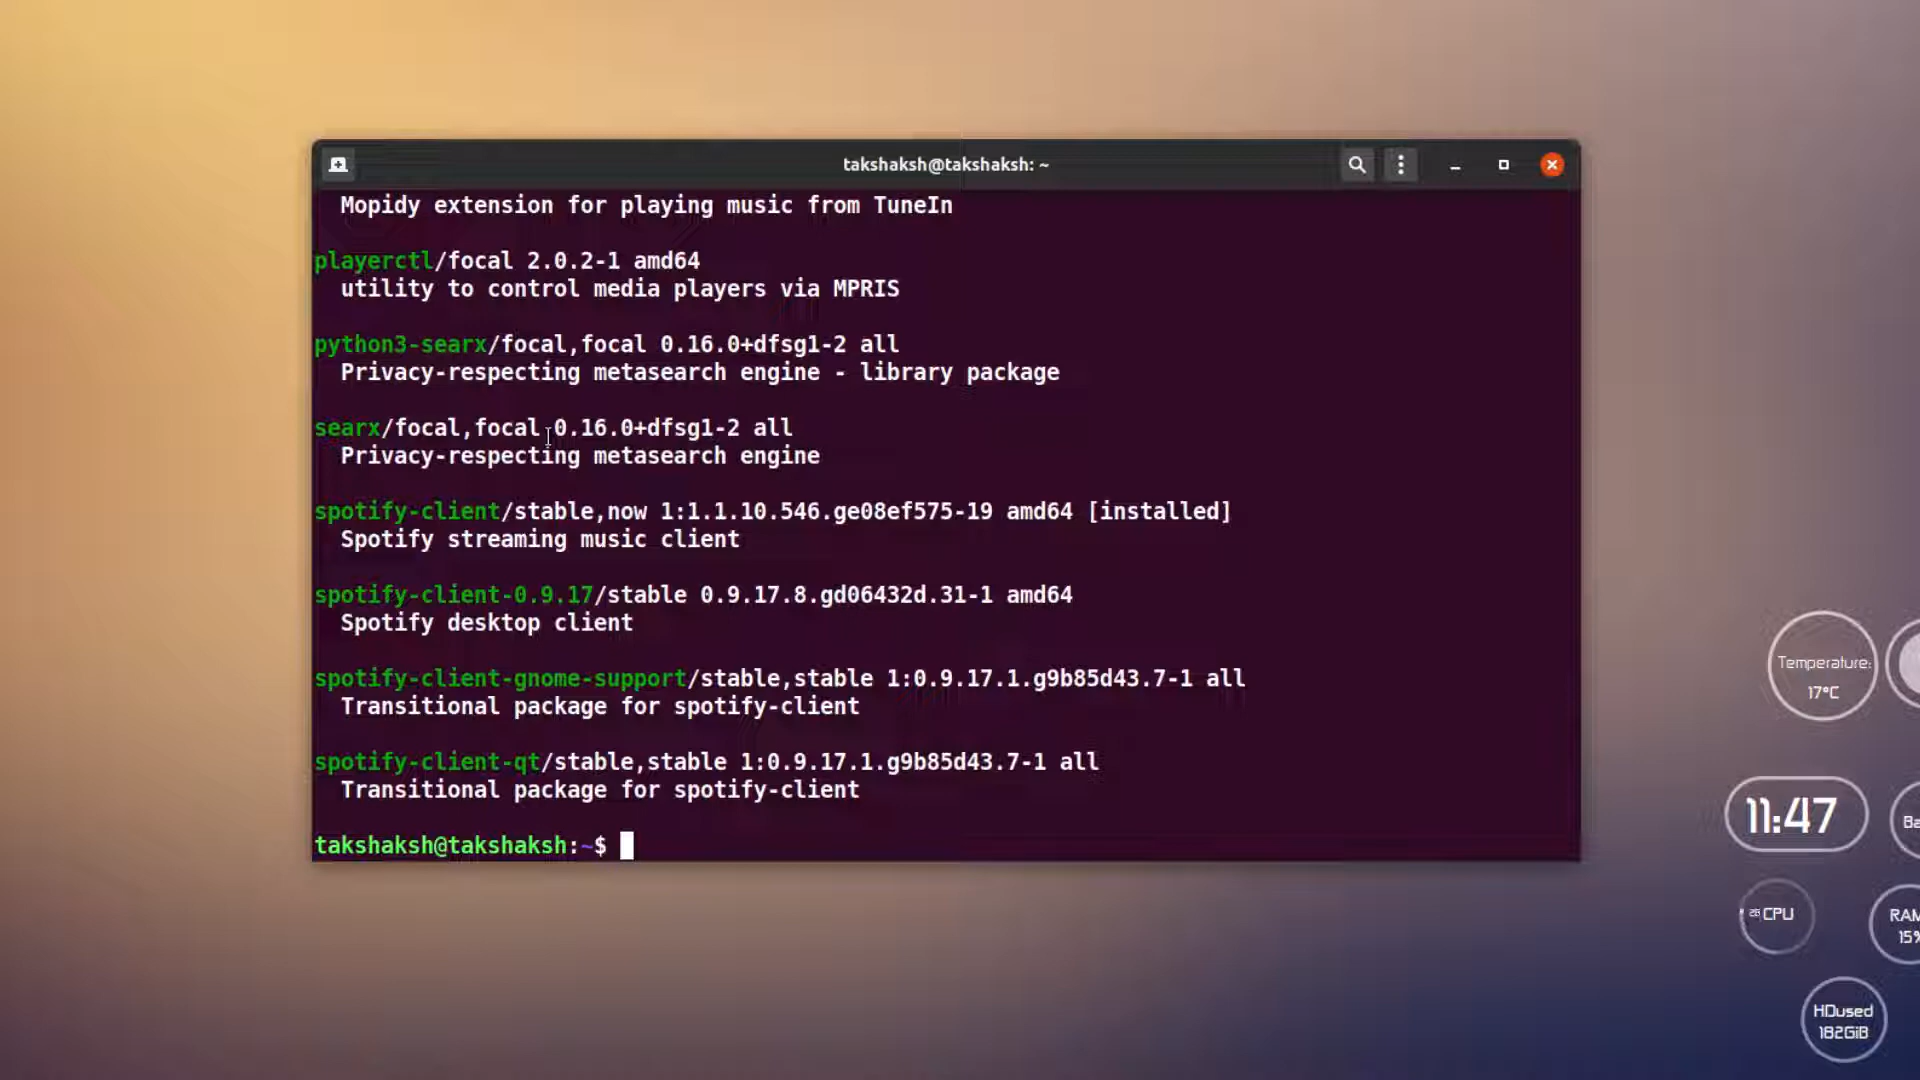 takshaksh@takshaksh: ~
Mopidy extension for playing music from TuneIn
playerctl/focal 2.0.2-1 amd64
utility to control media players via MPRIS
python3-searx/focal,focal 0.16.0+dfsg1-2 all
Privacy-respecting metasearch engine - library package
searx/focal,focal 0.16.0+dfsg1-2 all
Privacy-respecting metasearch engine
spotify-client/stable,now 1:1.1.10.546.ge08ef575-19 amd64 [installed]
Spotify streaming music client
spotify-client-0.9.17/stable 0.9.17.8.gd06432d.31-1 amd64
Spotify desktop client
spotify-client-gnome-support/stable,stable 1:0.9.17.1.g9b85d43.7-1 all
Transitional package for spotify-client
spotify-client-qt/stable,stable 1:0.9.17.1.g9b85d43.7-1 all
Transitional package for spotify-client
takshaksh@takshaksh:~$
Temperature:
17°C
11:47
Ba
CPU
RAM
15%
HDused
182GiB